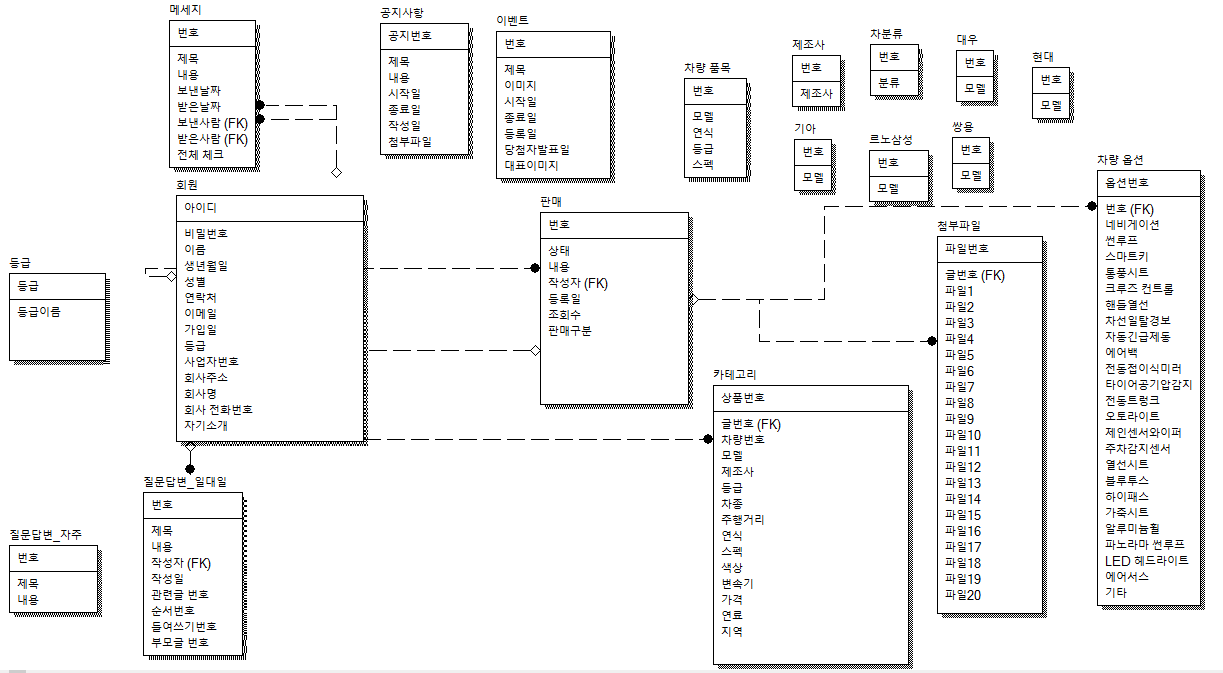 메세지
번호
제목
내용
보낸날짜
받은날짜
보낸사람 (FK)
받은사람 (FK)
전체 체크
공지사항
공지번호
제목
내용
시작일
종료일
작성일
첨부파일
이벤트
번호
제목
이미지
시작일
종료일
등록일
당첨자발표일
대표이미지
차량 품목
번호
모델
연식
등급
스펙
제조사
번호
제조사
차분류
번호
분류
대우
번호
모델
현대
번호
모델
기아
번호
모델
르노삼성
번호
모델
쌍용
번호
모델
차량 옵션
옵션번호
번호 (FK)
네비게이션
썬루프
스마트키
통풍시트
크루즈 컨트롤
핸들열선
차선일탈경보
자동긴급제동
에어백
전동접이식미러
타이어공기압감지
전동트렁크
오토라이트
제인센서와이퍼
주차감지센서
열선시트
블루투스
하이패스
가죽시트
알루미늄휠
파노라마 썬루프
LED 헤드라이트
에어서스
기타
회원
아이디
비밀번호
이름
생년월일
성별
연락처
이메일
가입일
등급
사업자번호
회사주소
회사명
회사 전화번호
자기소개
판매
번호
상태
내용
작성자 (FK)
등록일
조회수
판매구분
첨부파일
파일번호
글번호 (FK)
파일1
파일2
파일3
파일4
파일5
파일6
파일7
파일8
파일9
파일10
파일11
파일12
파일13
파일14
파일15
파일16
파일17
파일18
파일19
파일20
등급
등급
등급이름
카테고리
상품번호
글번호 (FK)
차량번호
모델
제조사
등급
차종
주행거리
연식
스펙
색상
변속기
가격
연료
지역
질문답변_일대일
번호
제목
내용
작성자 (FK)
작성일
관련글 번호
순서번호
들여쓰기번호
부모글 번호
질문답변_자주
번호
제목
내용